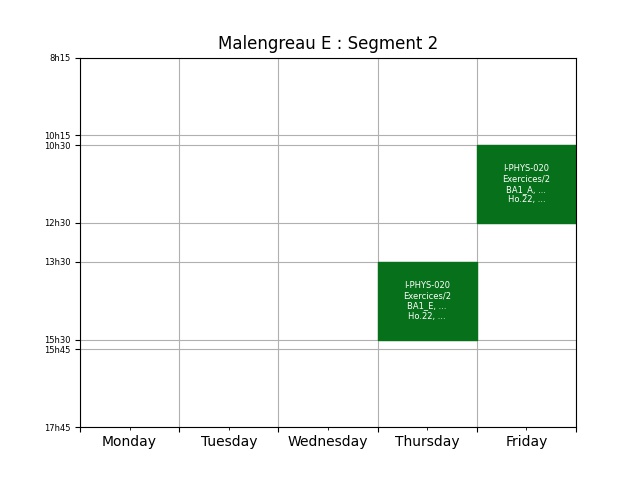 Malengreau E : Segment 2
8h15
10h15
10h30
I-PHYS-020
Exercices/2
BA1_A, ...
Ho.22, ...
12h30
13h30
I-PHYS-020
Exercices/2
BA1_E, ...
Ho.22, ...
15h30
15h45
17h45
Monday Tuesday Wednesday Thursday Friday